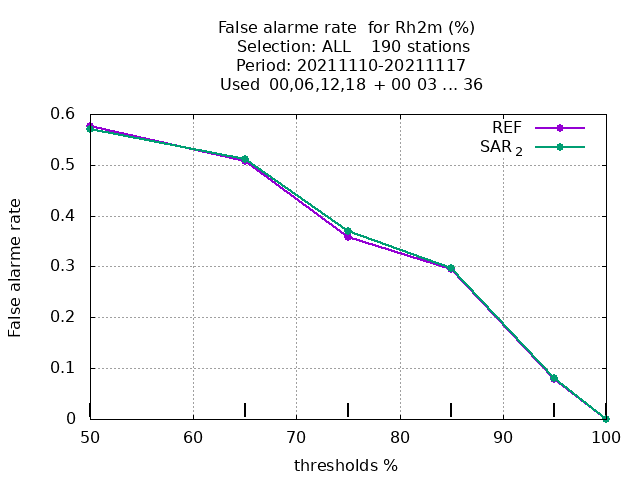 False alarme rate  for Rh2m (%)
Selection: ALL    190 stations
Period: 20211110-20211117
Used  00,06,12,18  + 00 03 ... 36
REF
SAR 2
False alarme rate
0.6
0.5
0.4
0.3
0.2
0.1
0
50 60 70 80 90 100
thresholds %